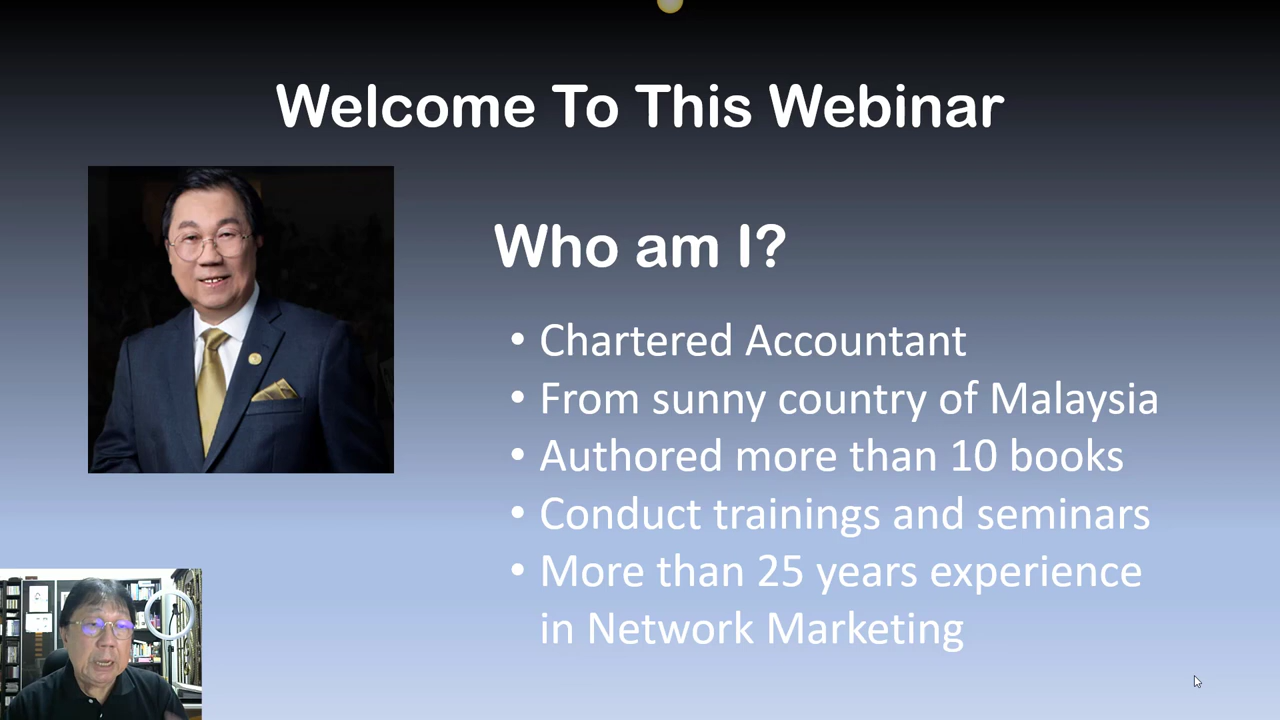 Welcome To This Webinar
Who am I?
• Chartered Accountant
• From sunny country of Malaysia
• Authored more than 10 books
• Conduct trainings and seminars
• More than 25 years experience
in Network Marketing